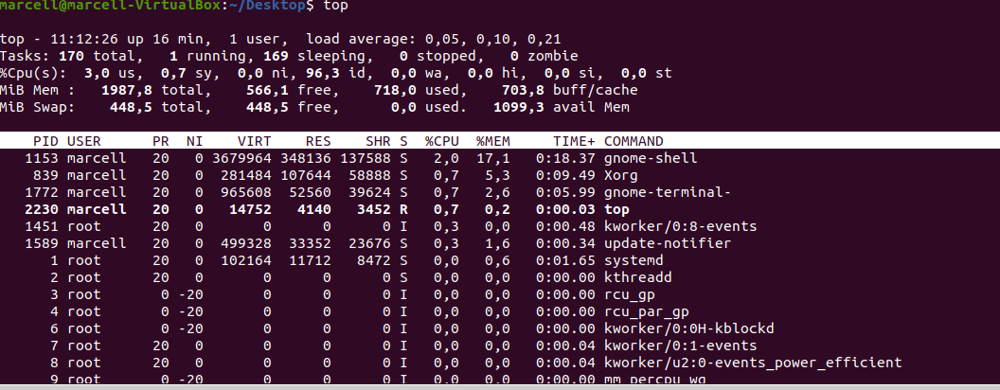 marcell@marcell-VirtualBox:~/Desktop$ top
top - 11:12:26 up 16 min,  1 user,  load average: 0,05, 0,10, 0,21
Tasks: 170 total,   1 running, 169 sleeping,   0 stopped,   0 zombie
%Cpu(s):  3,0 us,  0,7 sy,  0,0 ni, 96,3 id,  0,0 wa,  0,0 hi,  0,0 si,  0,0 st
MiB Mem :   1987,8 total,    566,1 free,    718,0 used,    703,8 buff/cache
MiB Swap:    448,5 total,    448,5 free,      0,0 used.   1099,3 avail Mem
    PID USER      PR  NI    VIRT    RES    SHR S  %CPU  %MEM     TIME+ COMMAND
   1153 marcell   20   0 3679964 348136 137588 S   2,0  17,1   0:18.37 gnome-shell
    839 marcell   20   0  281484 107644  58888 S   0,7   5,3   0:09.49 Xorg
   1772 marcell   20   0  965608  52560  39624 S   0,7   2,6   0:05.99 gnome-terminal-
   2230 marcell   20   0   14752   4140   3452 R   0,7   0,2   0:00.03 top
   1451 root      20   0       0      0      0 I   0,3   0,0   0:00.48 kworker/0:8-events
   1589 marcell   20   0  499328  33352  23676 S   0,3   1,6   0:00.34 update-notifier
      1 root      20   0  102164  11712   8472 S   0,0   0,6   0:01.65 systemd
      2 root      20   0       0      0      0 S   0,0   0,0   0:00.00 kthreadd
      3 root       0 -20       0      0      0 I   0,0   0,0   0:00.00 rcu_gp
      4 root       0 -20       0      0      0 I   0,0   0,0   0:00.00 rcu_par_gp
      6 root       0 -20       0      0      0 I   0,0   0,0   0:00.00 kworker/0:0H-kblockd
      7 root      20   0       0      0      0 I   0,0   0,0   0:00.04 kworker/0:1-events
      8 root      20   0       0      0      0 I   0,0   0,0   0:00.04 kworker/u2:0-events_power_efficient
      9 root       0 -20       0      0      0 I   0,0   0,0   0:00.00 mm_percpu_wq